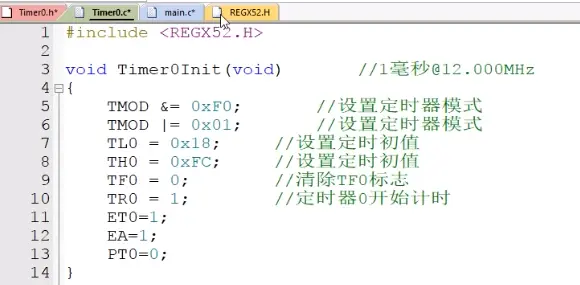 Timer0.h* Timer0.c* main.c* REGX52.H
1 #include <REGX52.H>
2
3 void Timer0Init(void) //1毫秒@12.000MHz
4 {
5 TMOD &= 0xF0; //设置定时器模式
6 TMOD |= 0x01; //设置定时器模式
7 TL0 = 0x18; //设置定时初值
8 TH0 = 0xFC; //设置定时初值
9 TF0 = 0; //清除TF0标志
10 TR0 = 1; //定时器0开始计时
11 ET0=1;
12 EA=1;
13 PT0=0;
14 }